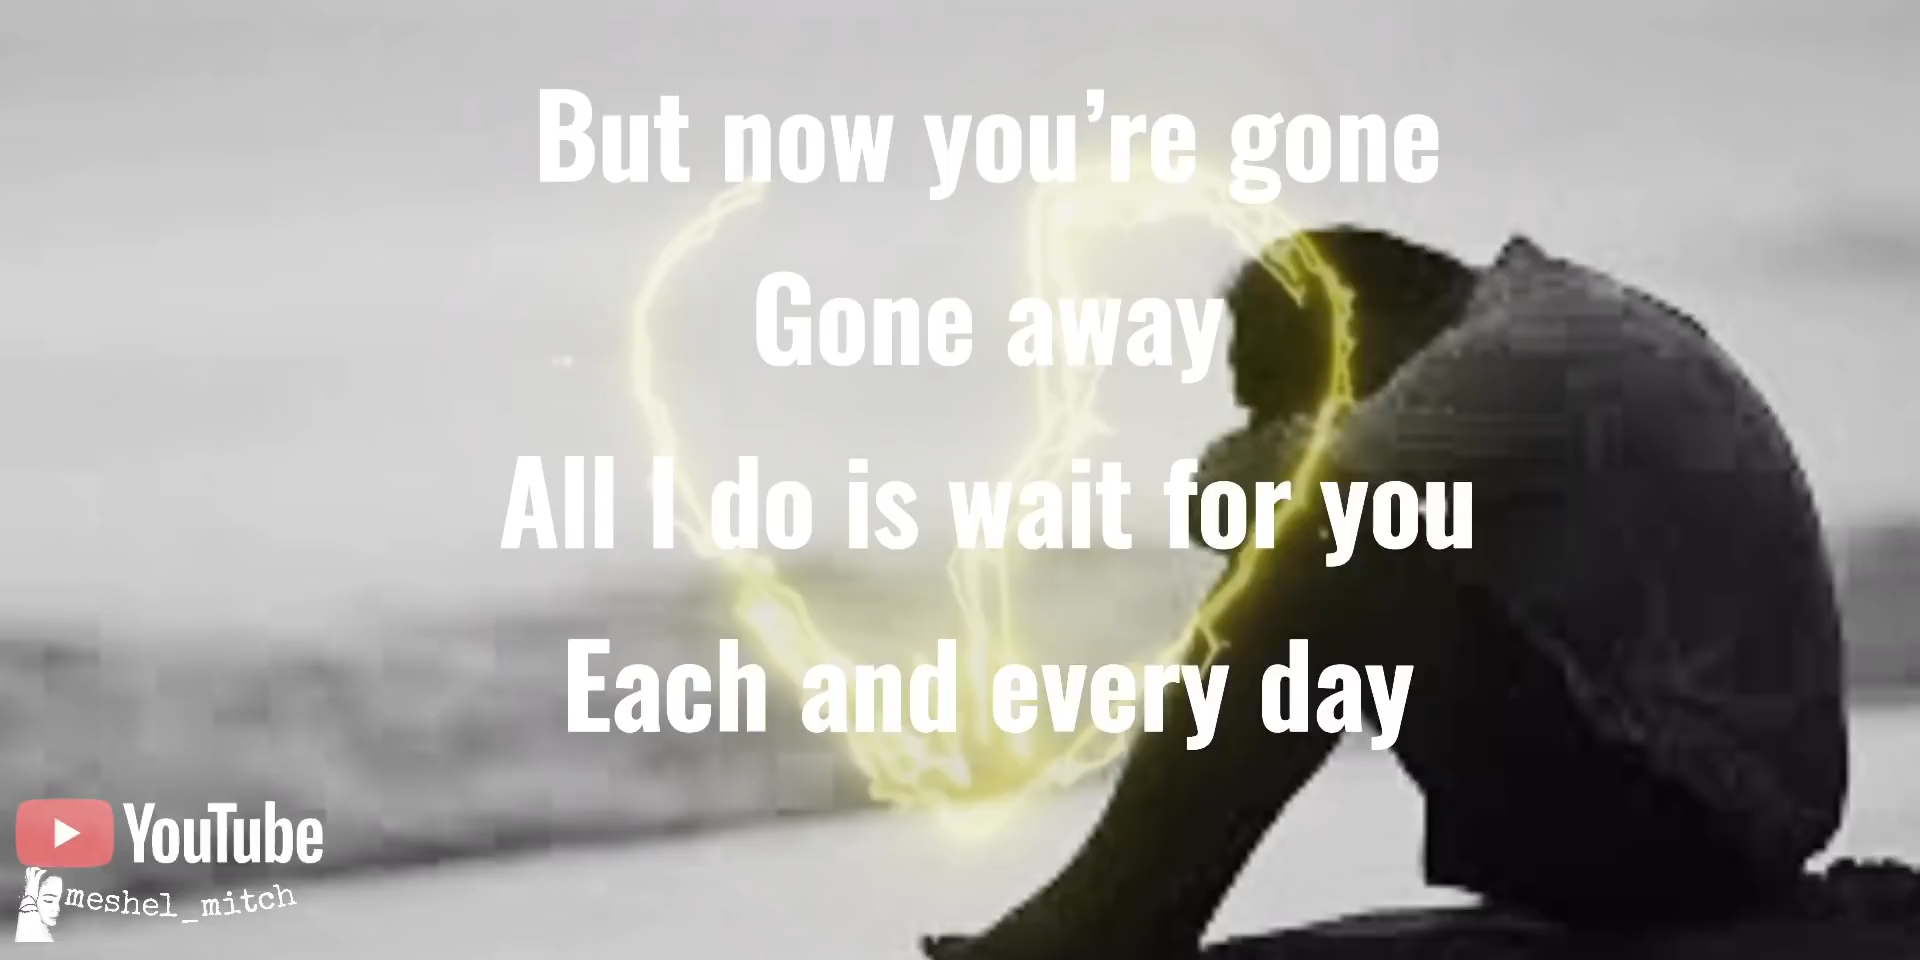 But now you’re gone
Gone away
All I do is wait for you
Each and every day
YouTube
meshel_mitch